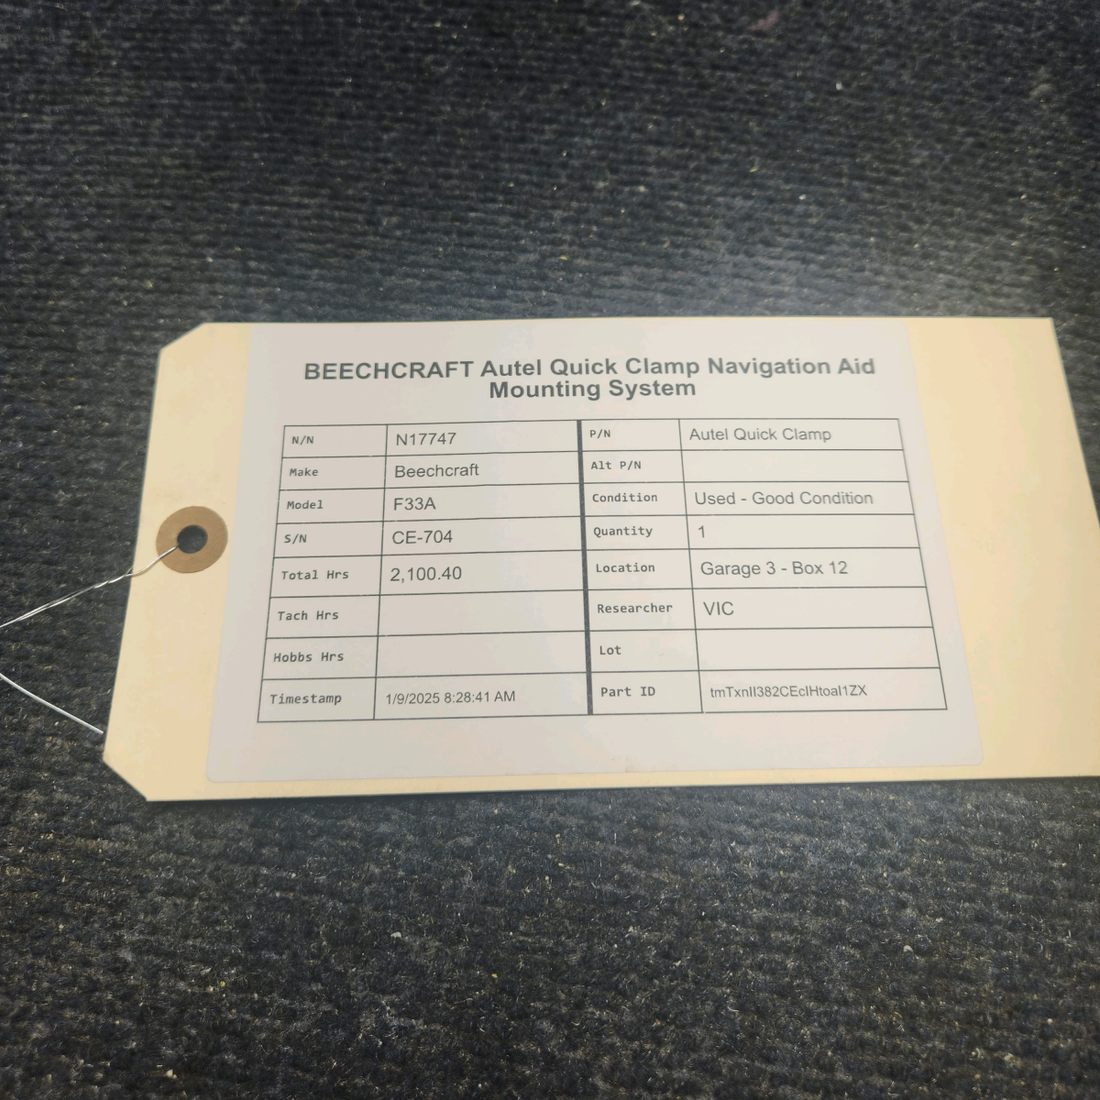 BEECHCRAFT Autel Quick Clamp Navigation Aid
Mounting System
N/N N17747 P/N Autel Quick Clamp
Make Beechcraft Alt P/N
Model F33A Condition Used - Good Condition
S/N CE-704 Quantity 1
Total Hrs 2,100.40 Location Garage 3 - Box 12
Tach Hrs Researcher VIC
Hobbs Hrs Lot
Timestamp 1/9/2025 8:28:41 AM Part ID